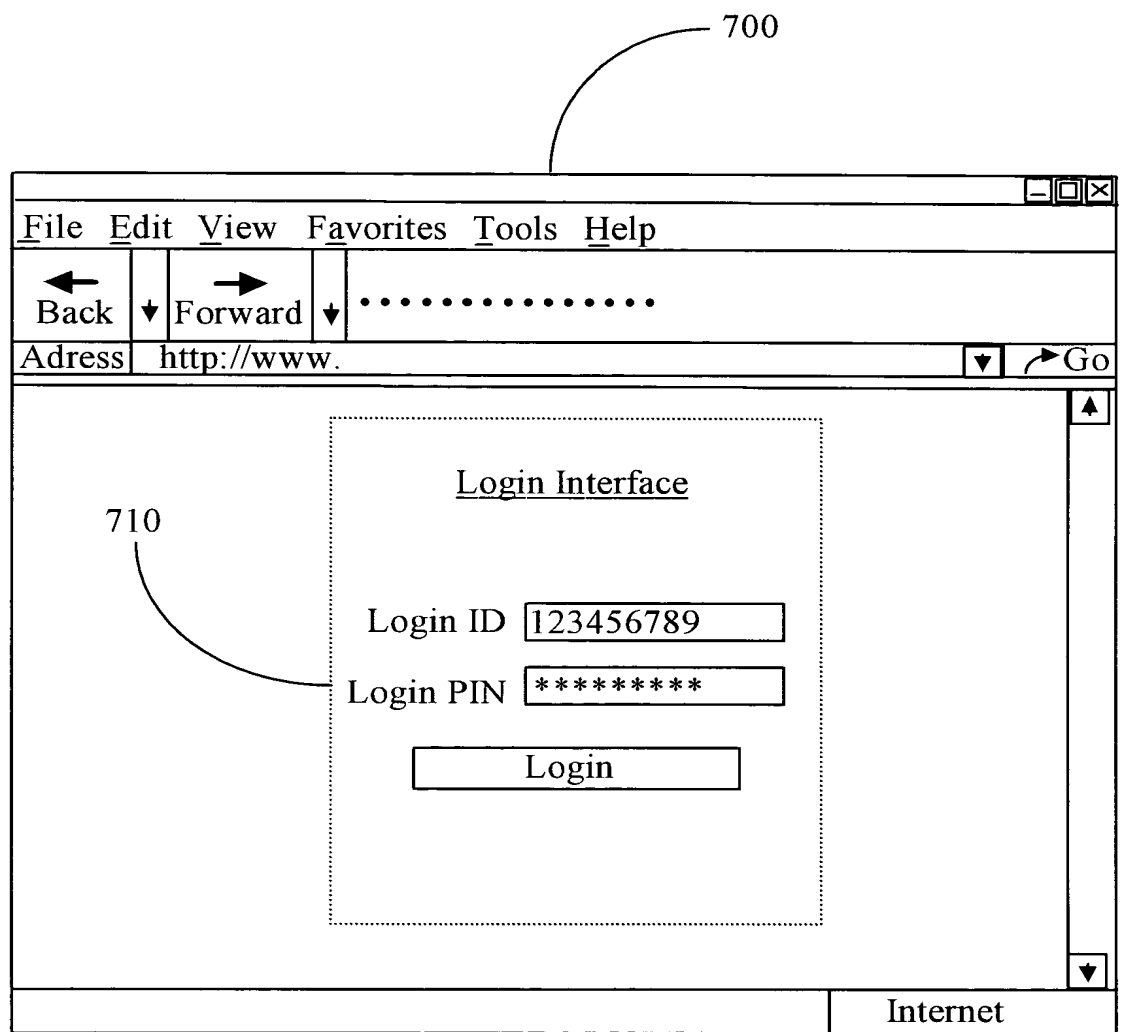 700
File Edit View Favorites Tools Help
Back Forward ...............
Adress http://www. Go
Login Interface
710
Login ID 123456789
Login PIN *********
Login
Internet